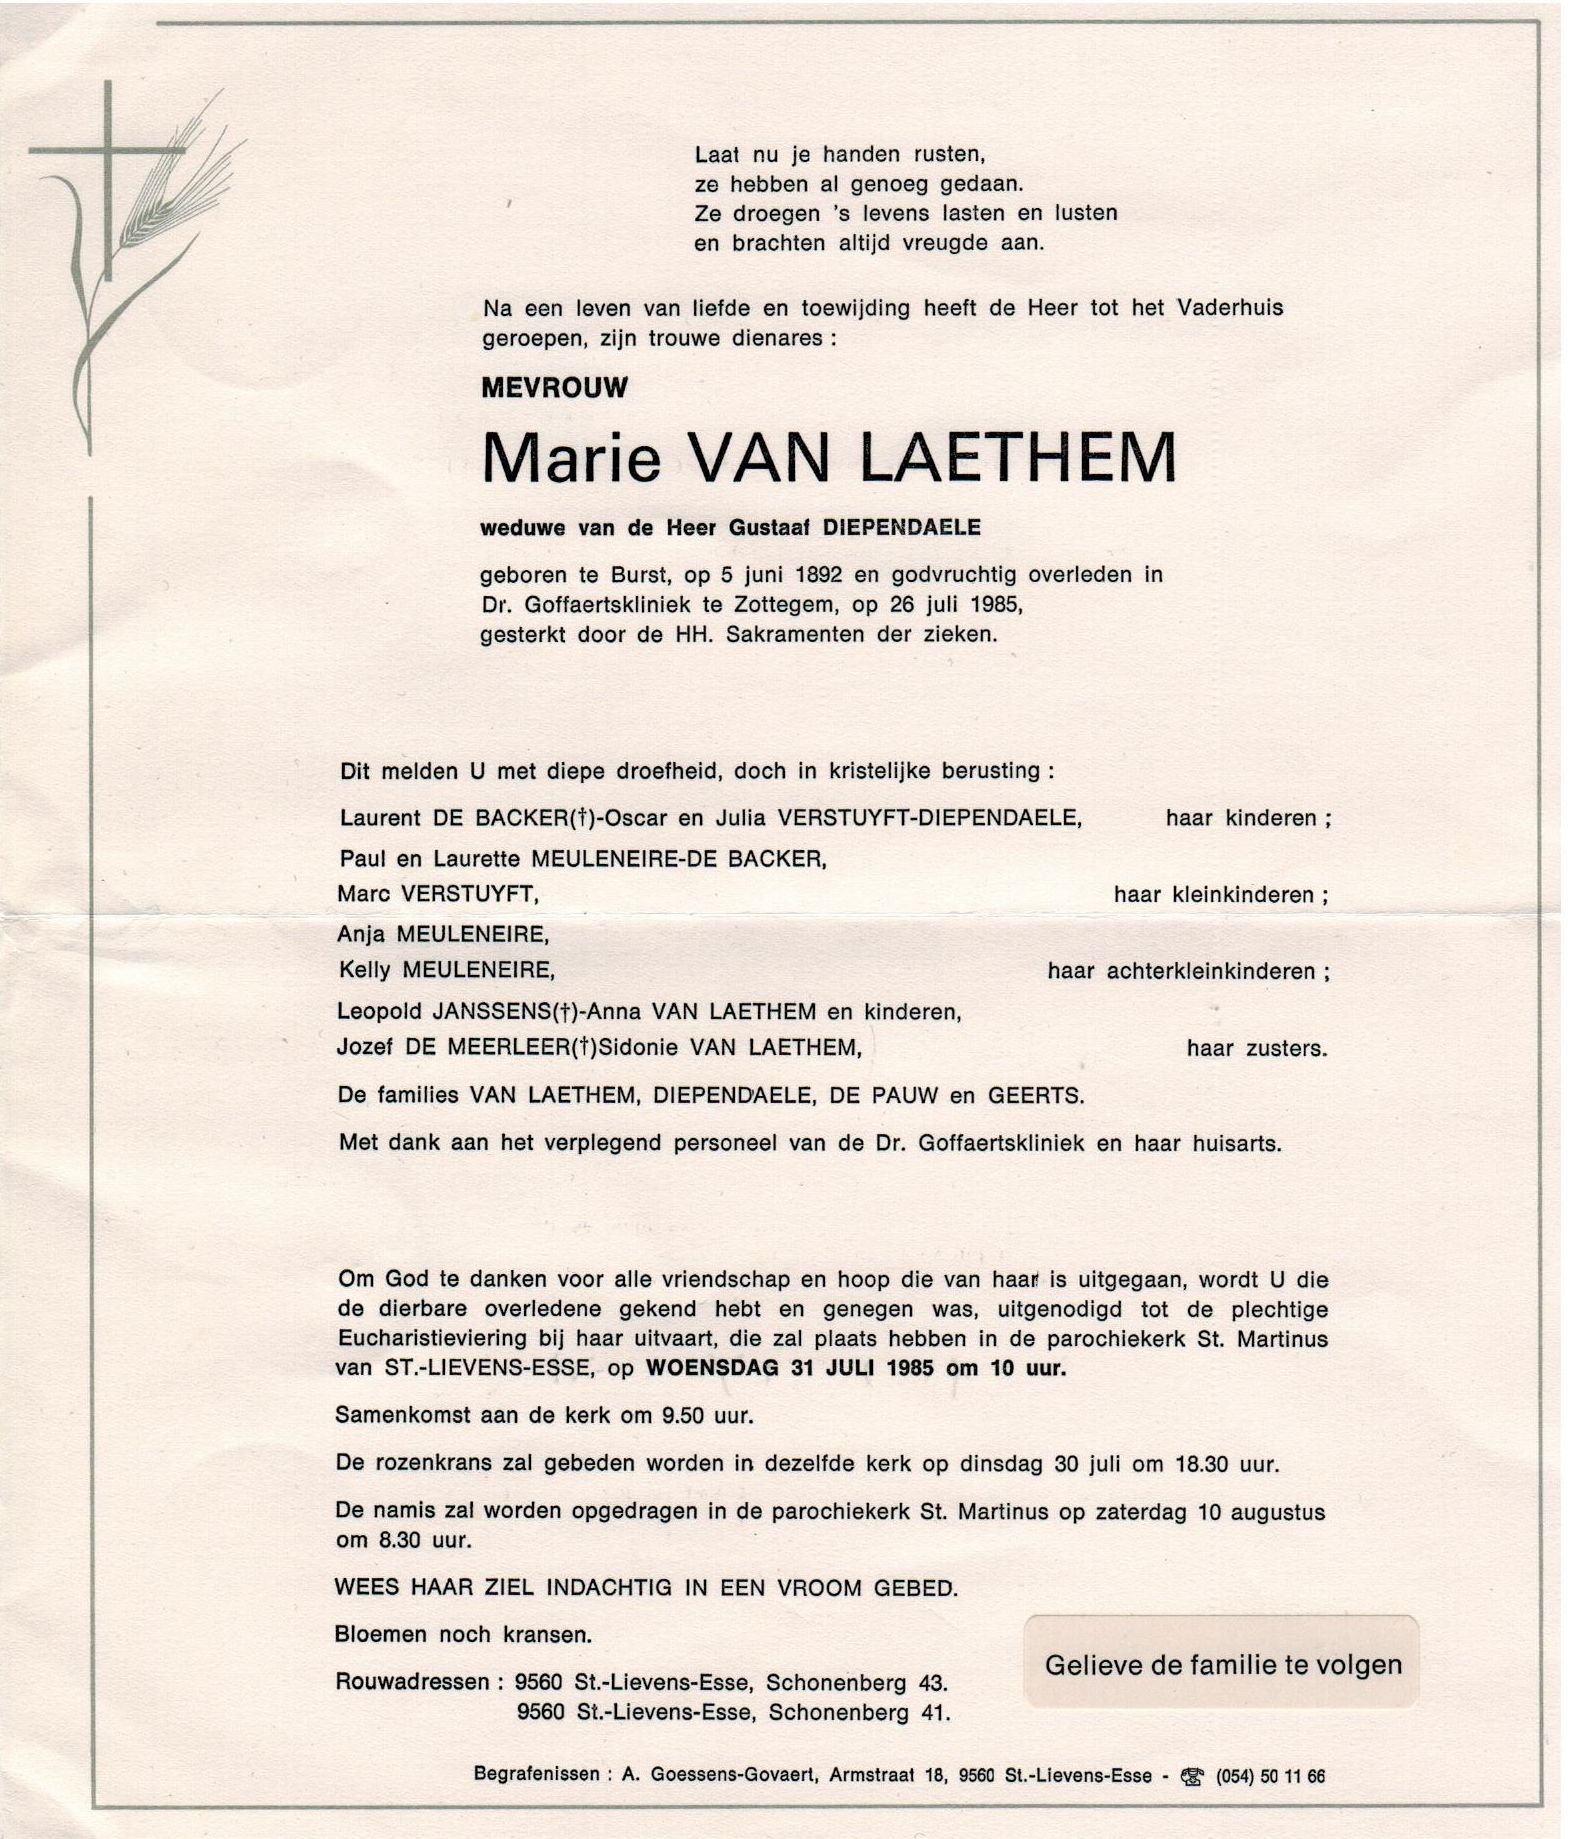 Laat nu je handen rusten,
ze hebben al genoeg gedaan.
Ze droegen 's levens lasten en lusten
en brachten altijd vreugde aan.
Na een leven van liefde en toewijding heeft de Heer tot het Vaderhuis
geroepen, zijn trouwe dienares :
MEVROUW
Marie VAN LAETHEM
weduwe van de Heer Gustaaf DIEPENDAELE
geboren te Burst, op 5 juni 1892 en godvruchtig overleden in
Dr. Goffaertskliniek te Zottegem, op 26 juli 1985,
gesterkt door de HH. Sakramenten der zieken.
Dit melden U met diepe droefheid, doch in kristelijke berusting :
Laurent DE BACKER(†)-Oscar en Julia VERSTUYFT-DIEPENDAELE, haar kinderen ;
Paul en Laurette MEULENEIRE-DE BACKER,
Marc VERSTUYFT, haar kleinkinderen ;
Anja MEULENEIRE,
Kelly MEULENEIRE, haar achterkleinkinderen ;
Leopold JANSSENS(†)-Anna VAN LAETHEM en kinderen,
Jozef DE MEERLEER(†)Sidonie VAN LAETHEM, haar zusters.
De families VAN LAETHEM, DIEPENDAELE, DE PAUW en GEERTS.
Met dank aan het verplegend personeel van de Dr. Goffaertskliniek en haar huisarts.
Om God te danken voor alle vriendschap en hoop die van haar is uitgegaan, wordt U die
de dierbare overledene gekend hebt en genegen was, uitgenodigd tot de plechtige
Eucharistieviering bij haar uitvaart, die zal plaats hebben in de parochiekerk St. Martinus
van ST.-LIEVENS-ESSE, op WOENSDAG 31 JULI 1985 om 10 uur.
Samenkomst aan de kerk om 9.50 uur.
De rozenkrans zal gebeden worden in dezelfde kerk op dinsdag 30 juli om 18.30 uur.
De namis zal worden opgedragen in de parochiekerk St. Martinus op zaterdag 10 augustus
om 8.30 uur.
WEES HAAR ZIEL INDACHTIG IN EEN VROOM GEBED.
Bloemen noch kransen.
Gelieve de familie te volgen
Rouwadressen : 9560 St.-Lievens-Esse, Schonenberg 43.
9560 St.-Lievens-Esse, Schonenberg 41.
Begrafenissen : A. Goessens-Govaert, Armstraat 18, 9560 St.-Lievens-Esse - ☎ (054) 50 11 66